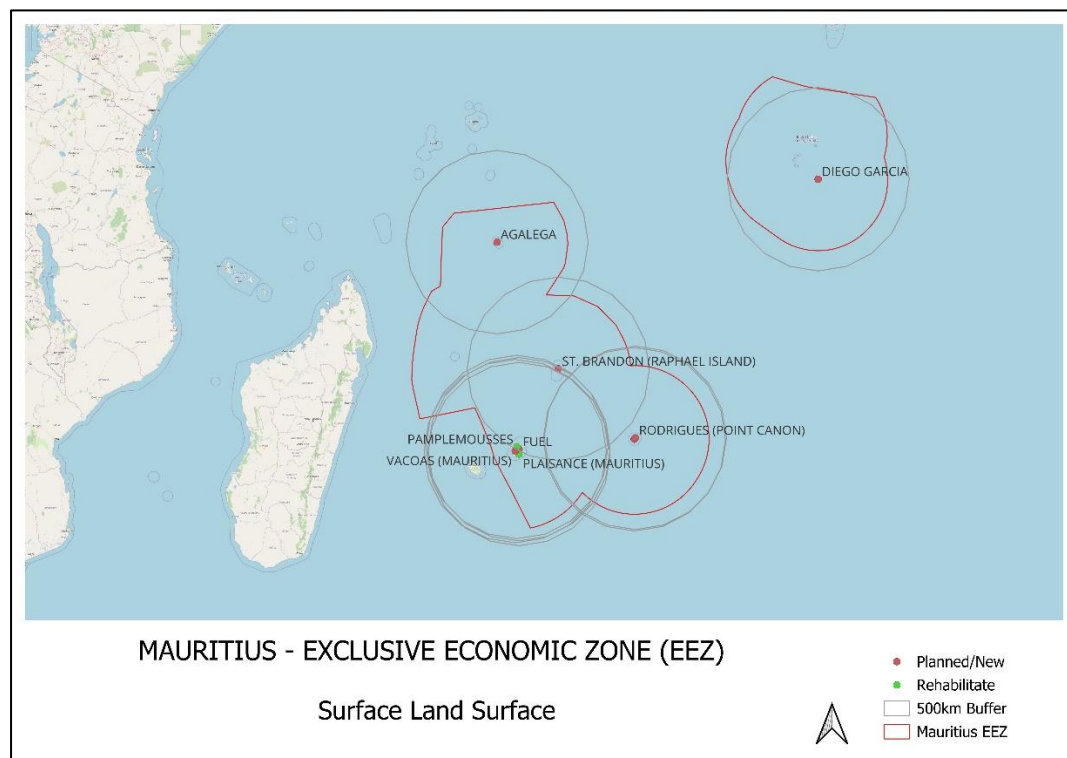 DIEGO GARCIA
AGALEGA
ST. BRANDON (RAPHAEL ISLAND)
RODRIGUES (POINT CANON)
PAMPLEMOUSSES
FUEL
VACOAS (MAURITIUS)
PLAISANCE (MAURITIUS)
MAURITIUS - EXCLUSIVE ECONOMIC ZONE (EEZ)
Surface Land Surface
Planned/New
Rehabilitate
500km Buffer
Mauritius EEZ